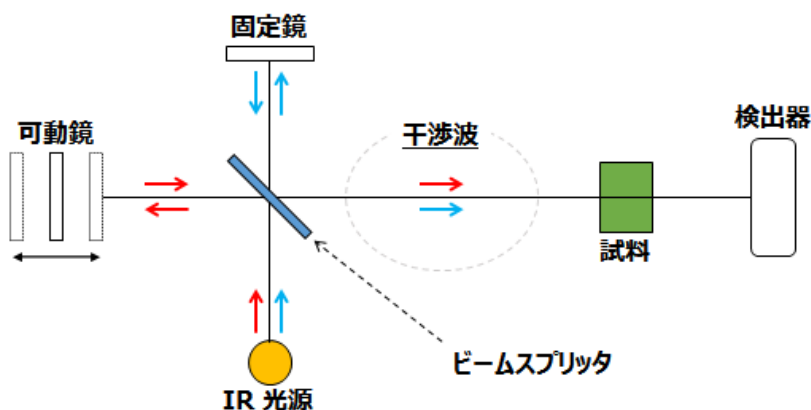 固定鏡
可動鏡
干渉波
検出器
試料
ビームスプリッタ
IR 光源